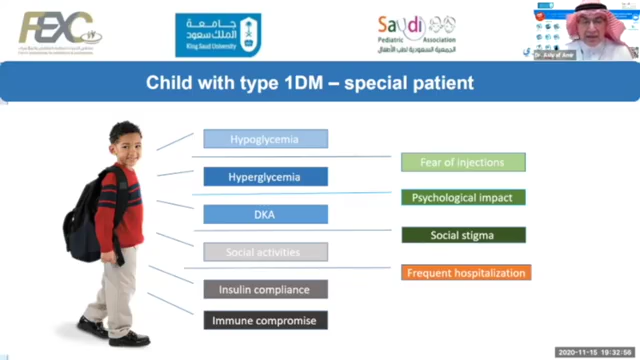 FEXC
جامعة
الملك سعود
King Saud University
Saudi
Pediatric Association
الجمعية السعودية لطب الأطفال
Child with type 1DM – special patient
Hypoglycemia
Fear of injections
Hyperglycemia
Psychological impact
DKA
Social stigma
Social activities
Frequent hospitalization
Insulin compliance
Immune compromise
2020-11-15 19:32:56